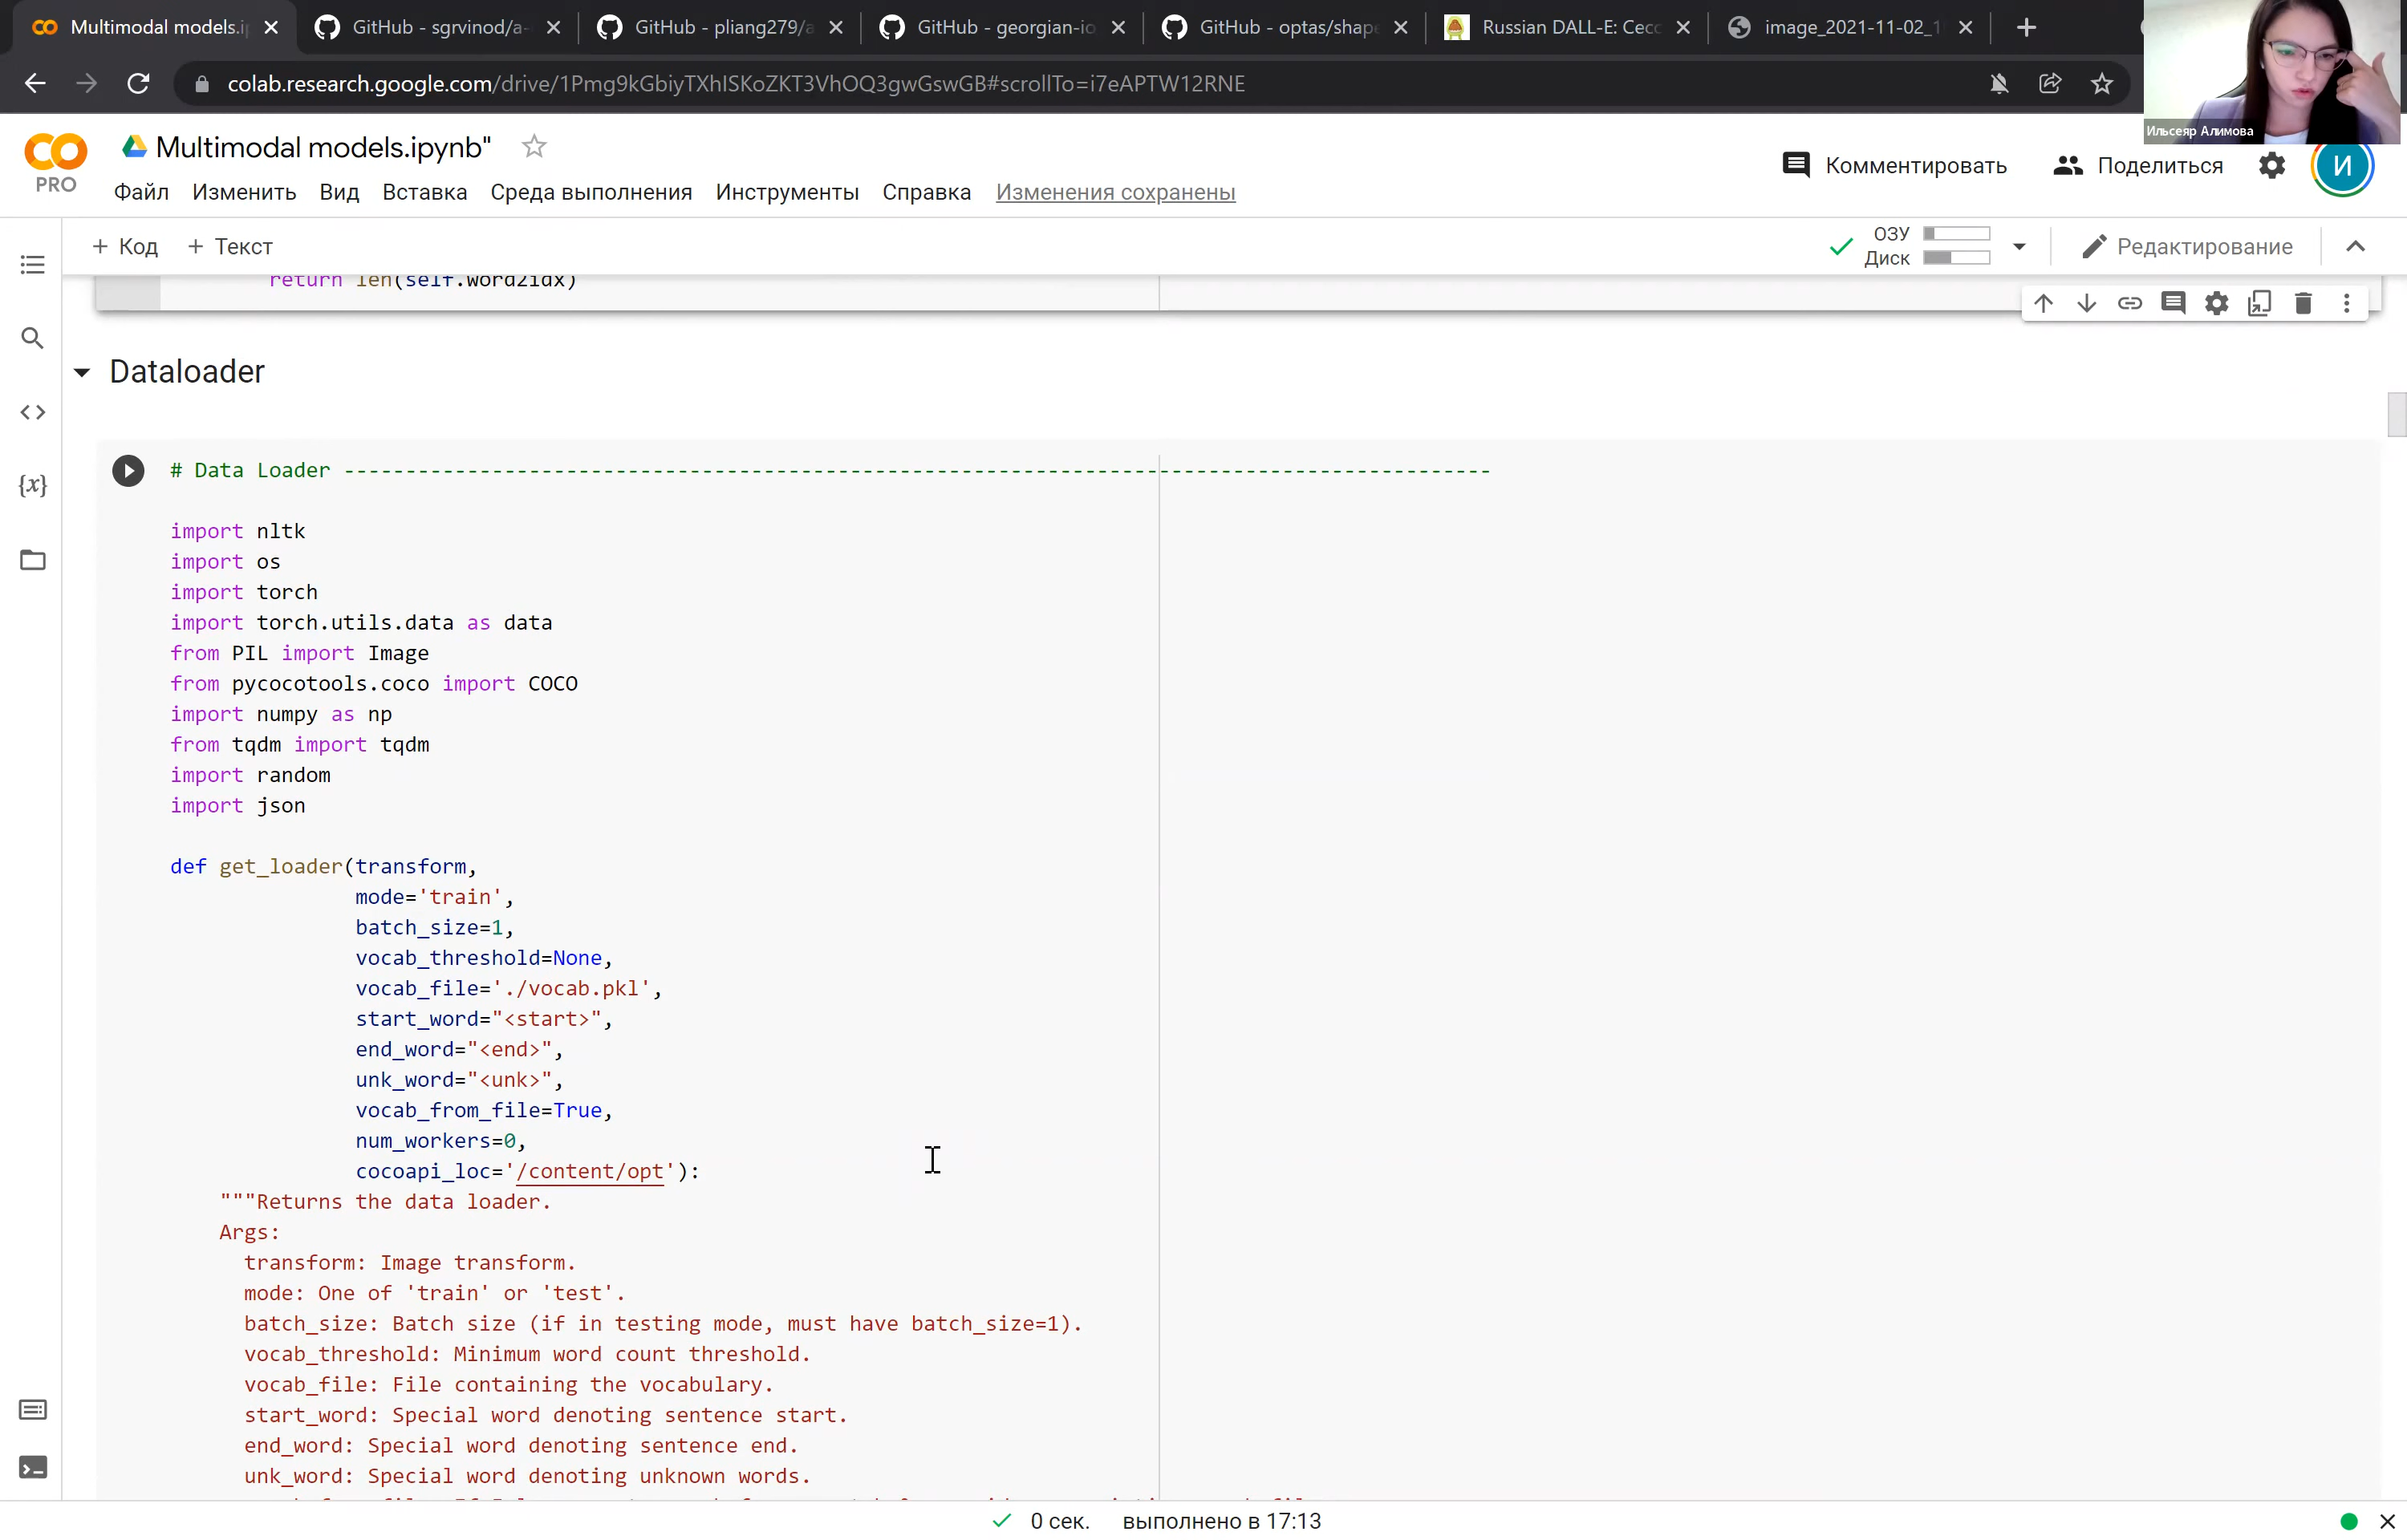 Multimodal models.i
GitHub - sgrvinod/a-
GitHub - pliang279/a
GitHub - georgian-io
GitHub - optas/shape
Russian DALL-E: Сесс
image_2021-11-02_1
colab.research.google.com/drive/1Pmg9kGbiyTXhISKoZKT3VhOQ3gwGswGB#scrollTo=i7eAPTW12RNE
Ильсеяр Алимова
Multimodal models.ipynb"
PRO
Комментировать
Поделиться
И
Файл Изменить Вид Вставка Среда выполнения Инструменты Справка Изменения сохранены
+ Код + Текст
ОЗУ
Диск
Редактирование
return len(self.word2idx)
Dataloader
# Data Loader ---------------------------------------------------------------------------------------------
import nltk
import os
import torch
import torch.utils.data as data
from PIL import Image
from pycocotools.coco import COCO
import numpy as np
from tqdm import tqdm
import random
import json
def get_loader(transform,
mode='train',
batch_size=1,
vocab_threshold=None,
vocab_file='./vocab.pkl',
start_word="<start>",
end_word="<end>",
unk_word="<unk>",
vocab_from_file=True,
num_workers=0,
cocoapi_loc='/content/opt'):
"""Returns the data loader.
Args:
transform: Image transform.
mode: One of 'train' or 'test'.
batch_size: Batch size (if in testing mode, must have batch_size=1).
vocab_threshold: Minimum word count threshold.
vocab_file: File containing the vocabulary.
start_word: Special word denoting sentence start.
end_word: Special word denoting sentence end.
unk_word: Special word denoting unknown words.
0 сек. выполнено в 17:13